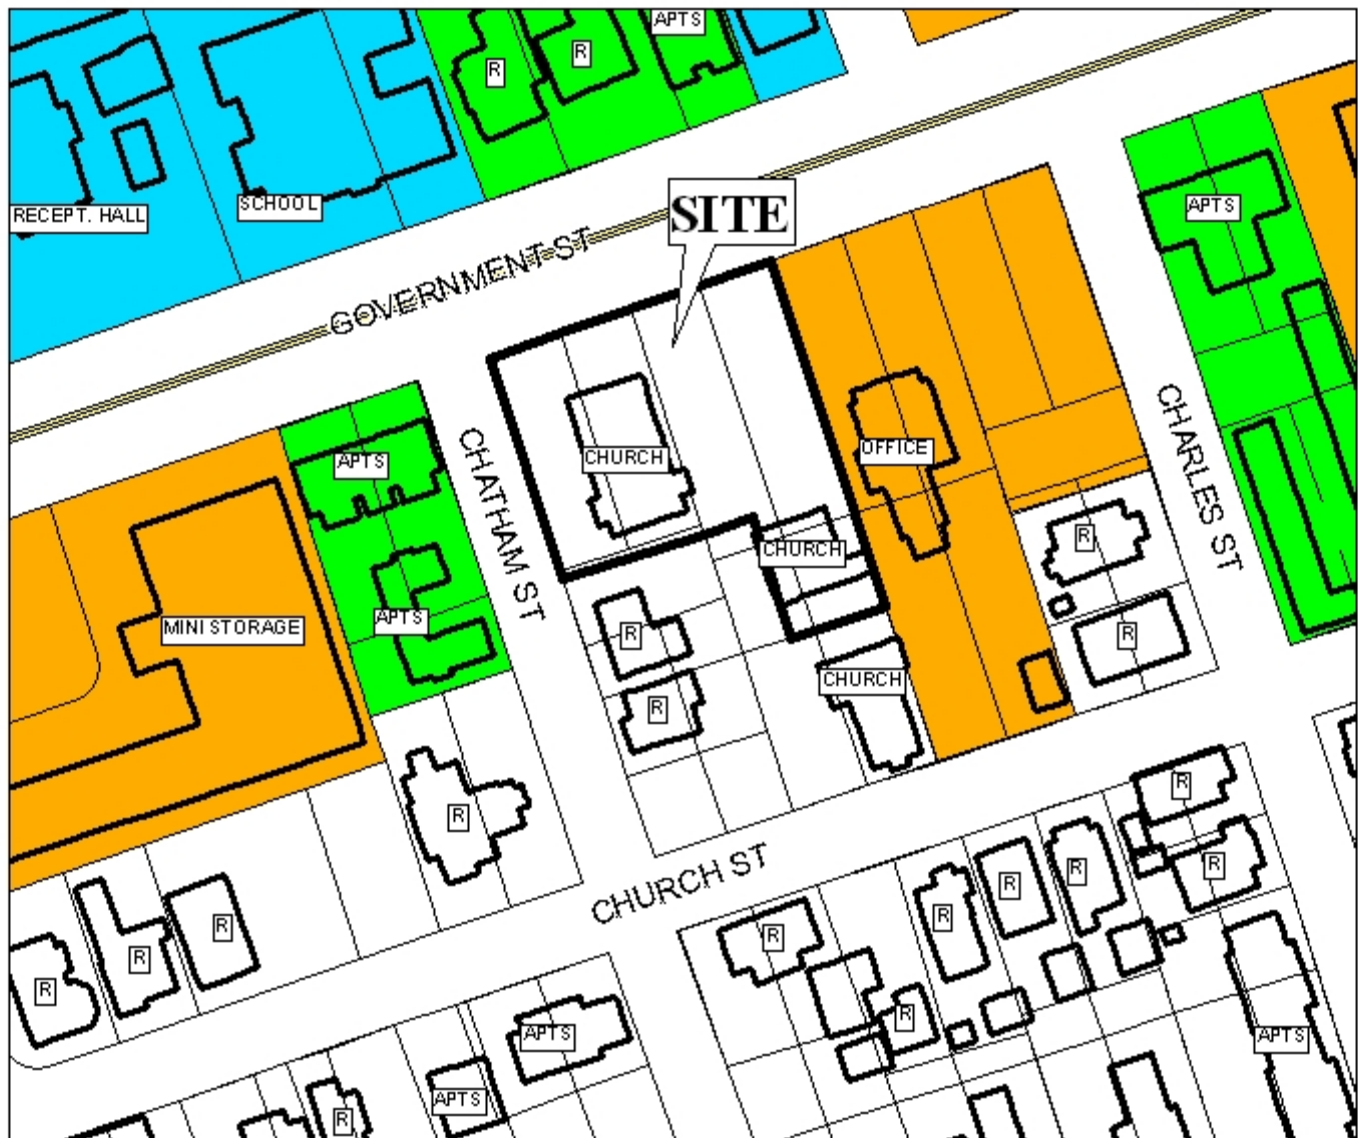 APTS
R
R
SCHOOL
RECEPT. HALL
APTS
SITE
GOVERNMENT ST
CHARLES ST
CHATHAM ST
CHURCH
OFFICE
APTS
R
CHURCH
APTS
MINI STORAGE
R
R
CHURCH
R
R
R
CHURCH ST
R
R
R
R
R
R
R
R
R
R
APTS
APTS
APTS
R